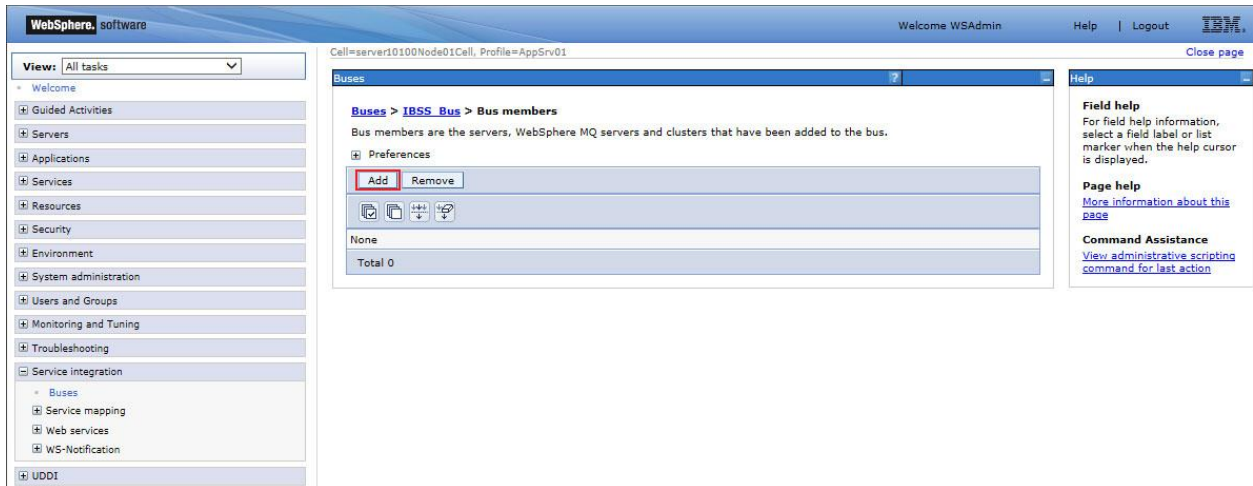 WebSphere. software
Welcome WSAdmin
Help | Logout
IBM.
View: All tasks
Welcome
Guided Activities
Servers
Applications
Services
Resources
Security
Environment
System administration
Users and Groups
Monitoring and Tuning
Troubleshooting
Service integration
Buses
Service mapping
Web services
WS-Notification
UDDI
Cell=server10100Node01Cell, Profile=AppSrv01
Close page
Buses
?
Buses > IBSS_Bus > Bus members
Bus members are the servers, WebSphere MQ servers and clusters that have been added to the bus.
Preferences
Add Remove
None
Total 0
Help
Field help
For field help information,
select a field label or list
marker when the help cursor
is displayed.
Page help
More information about this
page
Command Assistance
View administrative scripting
command for last action